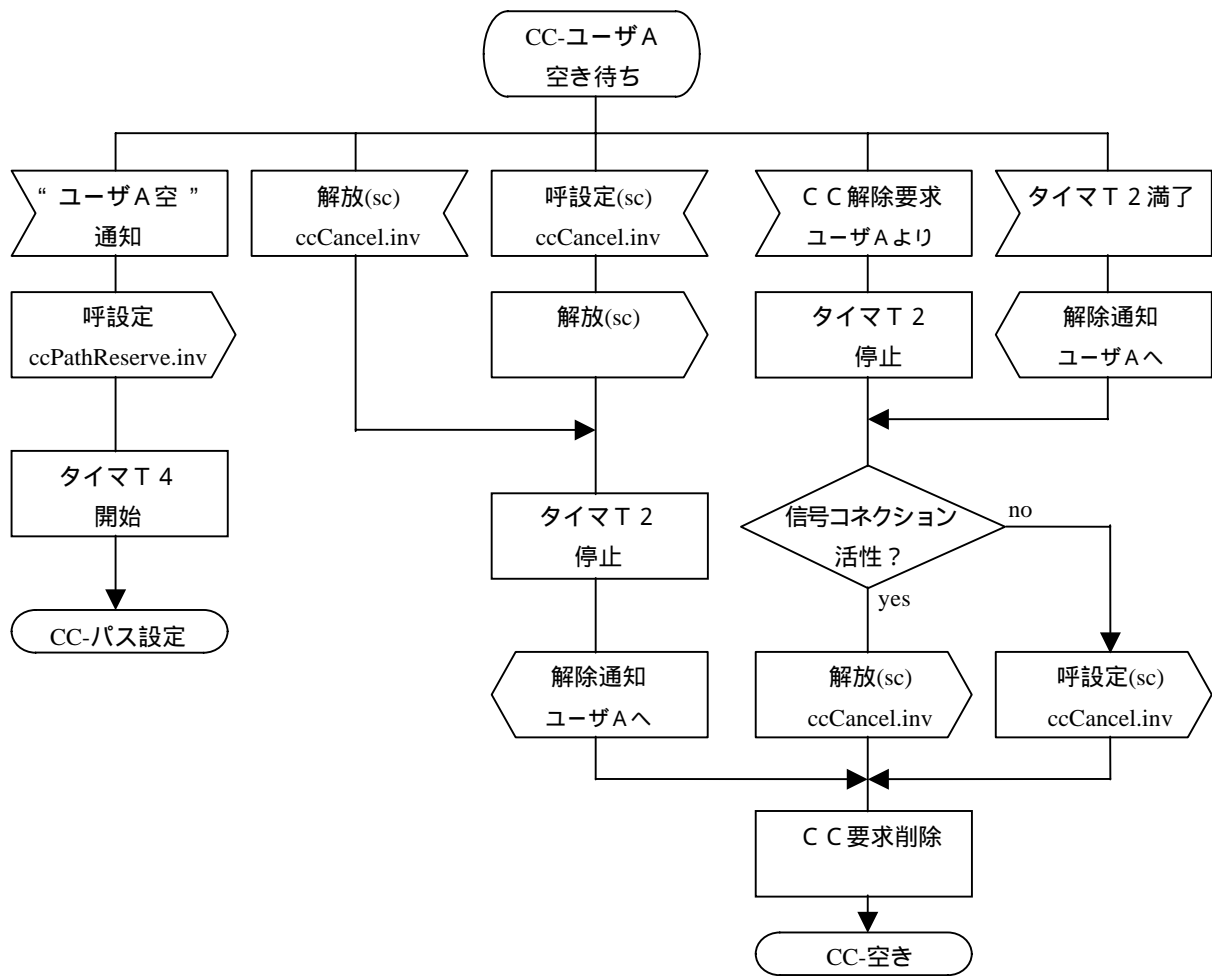 CC-ユーザA
空き待ち
“ ユーザA空 ”
通知
解放(sc)
ccCancel.inv
呼設定(sc)
ccCancel.inv
CC解除要求
ユーザAより
タイマT2満了
呼設定
ccPathReserve.inv
解放(sc)
タイマT2
停止
解除通知
ユーザAへ
タイマT4
開始
タイマT2
停止
信号コネクション
活性?
no
yes
CC-パス設定
解除通知
ユーザAへ
解放(sc)
ccCancel.inv
呼設定(sc)
ccCancel.inv
CC要求削除
CC-空き